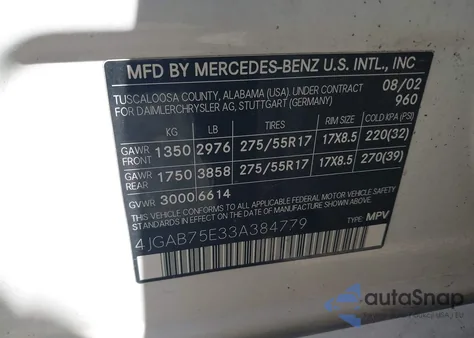 MFD BY MERCEDES-BENZ U.S. INTL., INC
TUSCALOOSA COUNTY, ALABAMA (USA). UNDER CONTRACT 08/02
FOR DAIMLERCHRYSLER AG, STUTTGART (GERMANY) 960
KG LB TIRES RIM SIZE COLD KPA (PSI)
GAWR FRONT 1350 2976 275/55R17 17X8.5 220(32)
GAWR REAR 1750 3858 275/55R17 17X8.5 270(39)
GVWR 3000 6614
THIS VEHICLE CONFORMS TO ALL APPLICABLE FEDERAL MOTOR VEHICLE SAFETY
STANDARDS IN EFFECT ON THE DATE OF MANUFACTURE SHOWN ABOVE.
4JGAB75E33A384779 TYPE: MPV
autoSnap